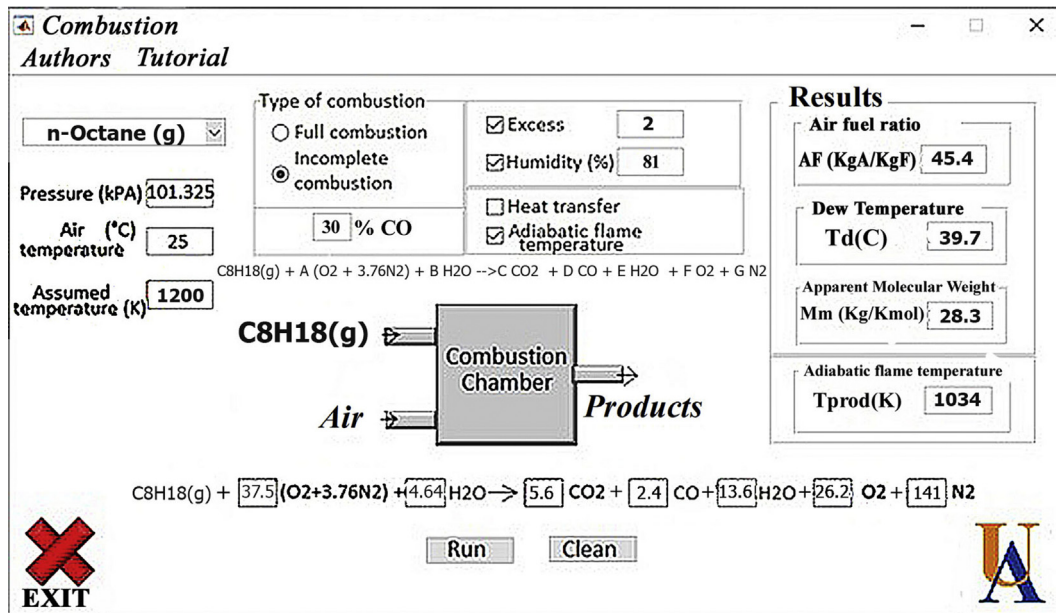 Combustion
Authors Tutorial
n-Octane (g)
Pressure (kPA) 101.325
Air (°C)
temperature 25
Assumed
temperature (K) 1200
Type of combustion
Full combustion
Incomplete
combustion
30 % CO
Excess 2
Humidity (%) 81
Heat transfer
Adiabatic flame
temperature
C8H18(g) + A (O2 + 3.76N2) + B H2O -->C CO2 + D CO + E H2O + F O2 + G N2
C8H18(g)
Air
Combustion
Chamber
Products
Results
Air fuel ratio
AF (KgA/KgF) 45.4
Dew Temperature
Td(C) 39.7
Apparent Molecular Weight
Mm (Kg/Kmol) 28.3
Adiabatic flame temperature
Tprod(K) 1034
C8H18(g) + 37.5 (O2+3.76N2) + 4.64 H2O → 5.6 CO2 + 2.4 CO+ 13.6 H2O+ 26.2 O2 + 141 N2
Run Clean
EXIT
UA